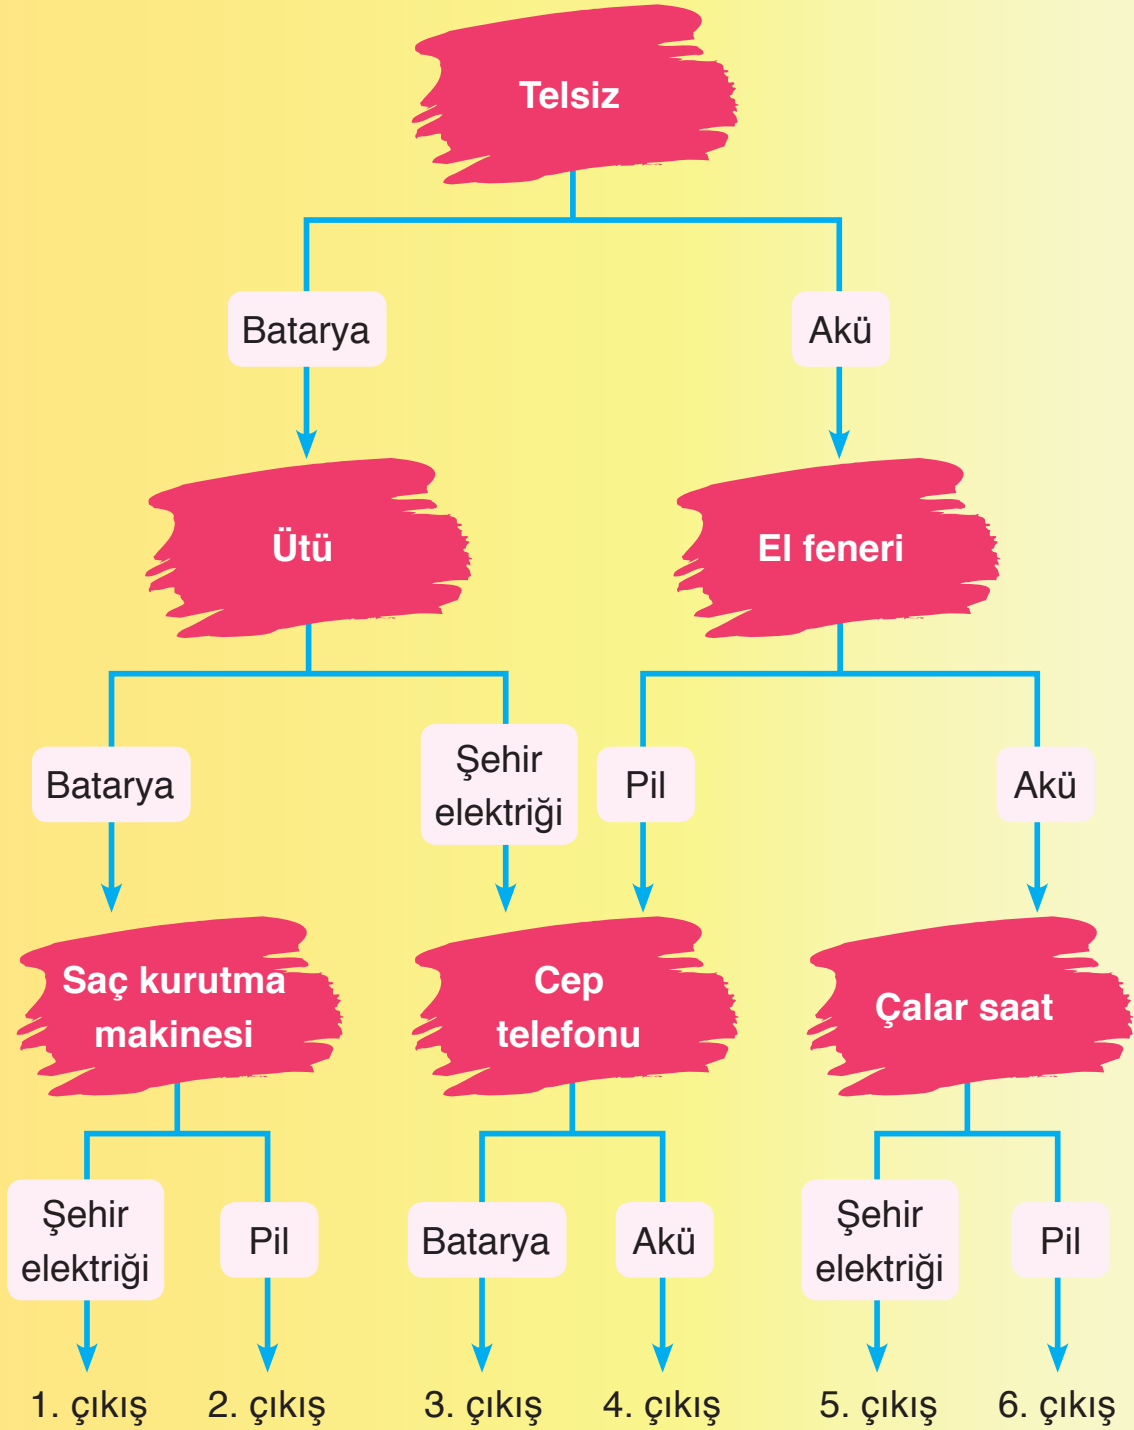 Telsiz
Batarya
Akü
Ütü
El feneri
Batarya
Şehir
elektriği
Pil
Akü
Saç kurutma
makinesi
Cep
telefonu
Çalar saat
Şehir
elektriği
Pil
Batarya
Akü
Şehir
elektriği
Pil
1. çıkış
2. çıkış
3. çıkış
4. çıkış
5. çıkış
6. çıkış